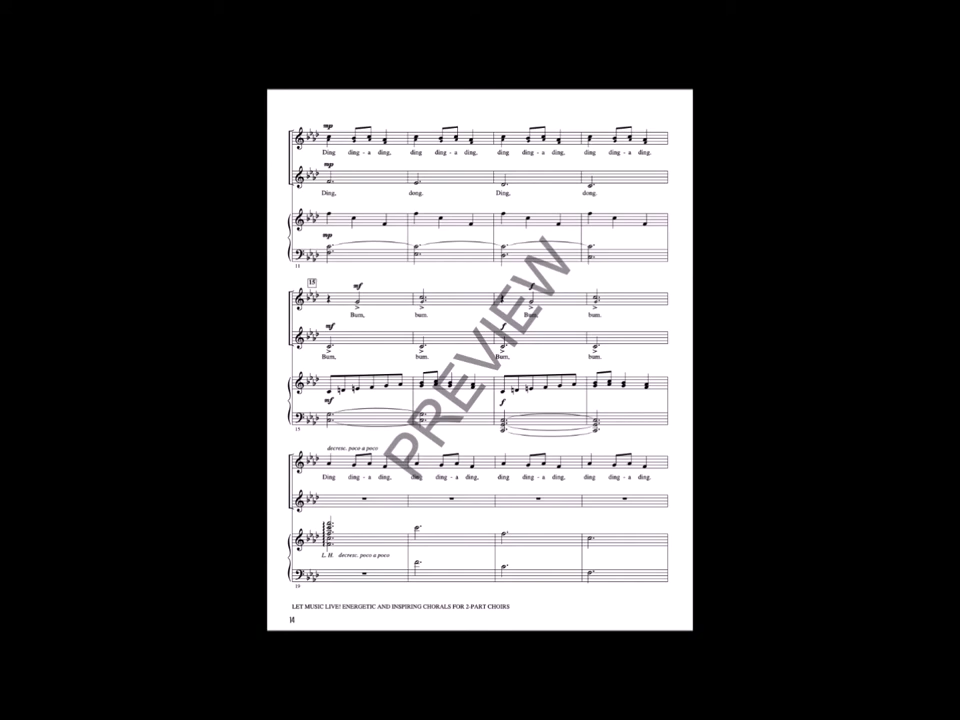 mp
Ding ding - a ding, ding ding - a ding, ding ding - a ding, ding ding - a ding.
mp
Ding, dong. Ding, dong.
mp
11
15
mf f
Bum, bum. Bum, bum.
mf f
Bum, bum. Bum, bum.
mf f
15
decresc. poco a poco
Ding ding - a ding, ding - a ding, ding ding - a ding, ding ding - a ding.
L. H. decresc. poco a poco
19
PREVIEW
LET MUSIC LIVE! ENERGETIC AND INSPIRING CHORALS FOR 2-PART CHOIRS
14